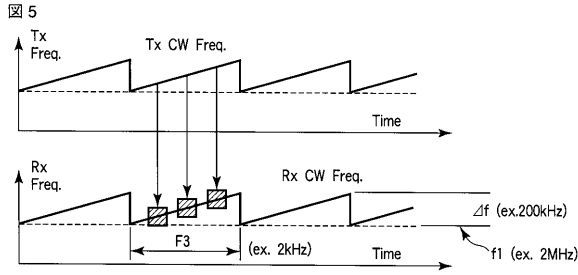 図 5
Tx
Freq.
Tx CW Freq.
Time
Rx
Freq.
Rx CW Freq.
Δf (ex.200kHz)
F3
(ex. 2kHz)
f1 (ex. 2MHz)
Time